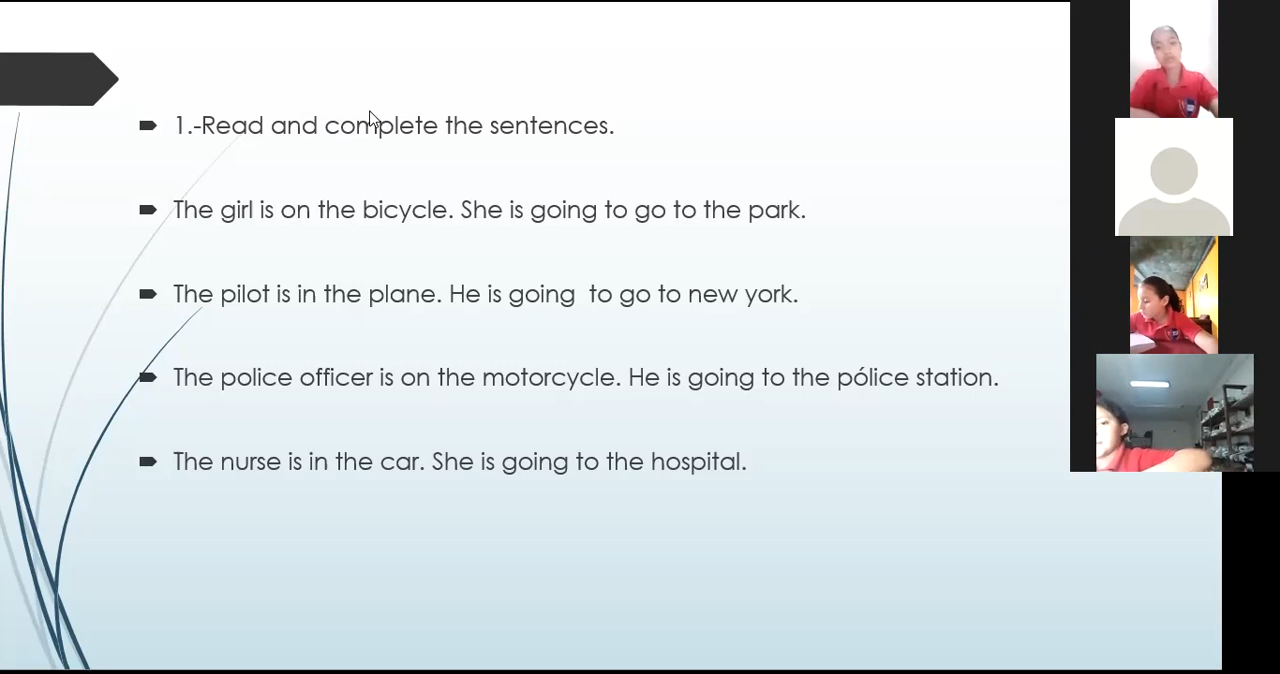 1.-Read and complete the sentences.
The girl is on the bicycle. She is going to go to the park.
The pilot is in the plane. He is going  to go to new york.
The police officer is on the motorcycle. He is going to the pólice station.
The nurse is in the car. She is going to the hospital.